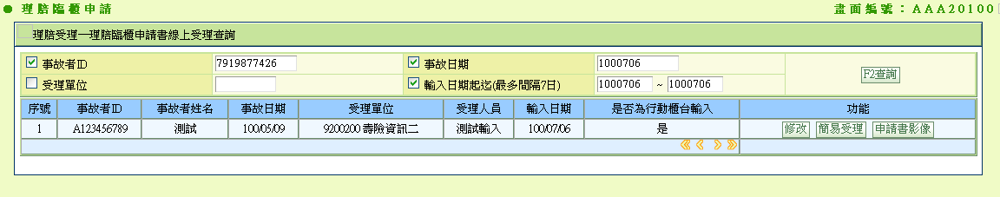 理賠臨櫃申請 畫面編號：AAA20100
理賠受理—理賠臨櫃申請書線上受理查詢
事故者ID 7919877426 事故日期 1000706 F2查詢
受理單位 輸入日期起迄(最多間隔7日) 1000706 ~ 1000706
序號 事故者ID 事故者姓名 事故日期 受理單位 受理人員 輸入日期 是否為行動櫃台輸入 功能
1 A123456789 測試 100/05/09 9200200 壽險資訊二 測試輸入 100/07/06 是 修改 簡易受理 申請書影像